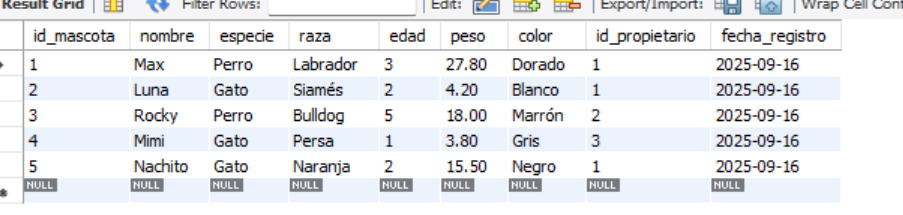 Result Grid Filter Rows: Edit: Export/Import: Wrap Cell Cont
id_mascota nombre especie raza edad peso color id_propietario fecha_registro
1 Max Perro Labrador 3 27.80 Dorado 1 2025-09-16
2 Luna Gato Siamés 2 4.20 Blanco 1 2025-09-16
3 Rocky Perro Bulldog 5 18.00 Marrón 2 2025-09-16
4 Mimi Gato Persa 1 3.80 Gris 3 2025-09-16
5 Nachito Gato Naranja 2 15.50 Negro 1 2025-09-16
NULL NULL NULL NULL NULL NULL NULL NULL NULL